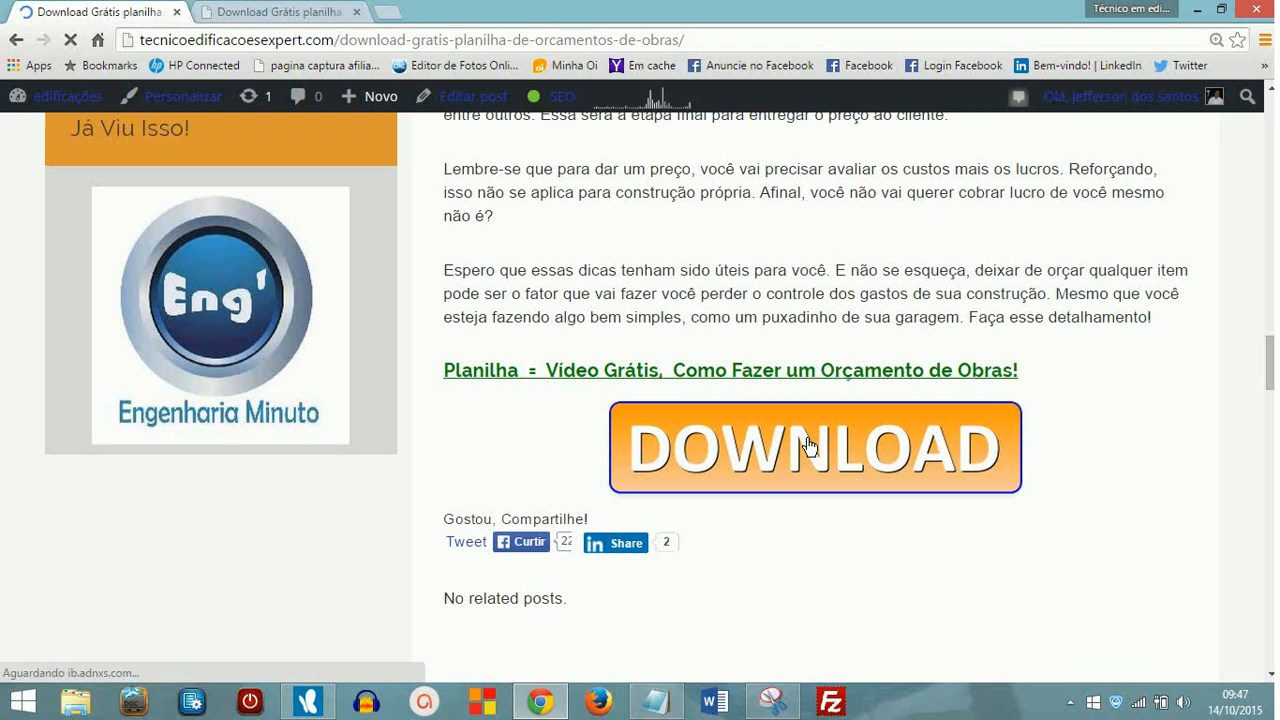 Download Grátis planilha
Download Grátis planilha
Técnico em edi...
tecnicoedificacoesexpert.com/download-gratis-planilha-de-orcamentos-de-obras/
Apps Bookmarks HP Connected pagina captura afilia... Editor de Fotos Onl... Minha Oi Em cache Anuncie no Facebook Facebook Login Facebook Bem-vindo! | LinkedIn Twitter »
edificações Personalizar 1 0 Novo Editar post SEO Olá, jefferson dos santos
Já Viu Isso!
Eng'
Engenharia Minuto
entre outros. Essa será a etapa final para entregar o preço ao cliente.
Lembre-se que para dar um preço, você vai precisar avaliar os custos mais os lucros. Reforçando,
isso não se aplica para construção própria. Afinal, você não vai querer cobrar lucro de você mesmo
não é?
Espero que essas dicas tenham sido úteis para você. E não se esqueça, deixar de orçar qualquer item
pode ser o fator que vai fazer você perder o controle dos gastos de sua construção. Mesmo que você
esteja fazendo algo bem simples, como um puxadinho de sua garagem. Faça esse detalhamento!
Planilha = Vídeo Grátis, Como Fazer um Orçamento de Obras!
DOWNLOAD
Gostou, Compartilhe!
Tweet Curtir 22 Share 2
No related posts.
Aguardando ib.adnxs.com...
09:47
14/10/2015